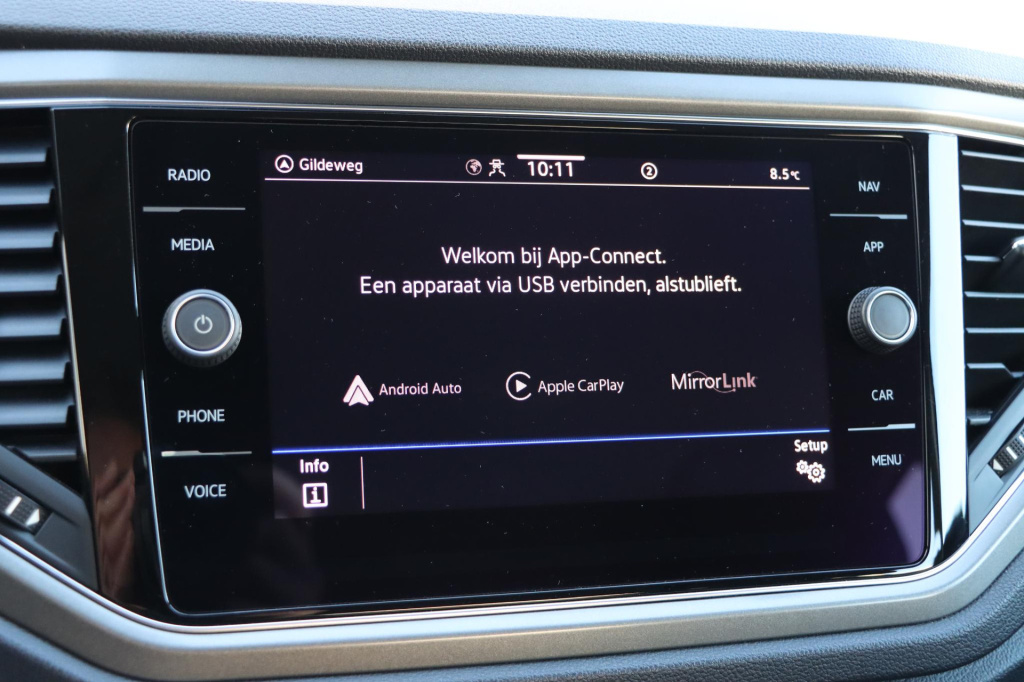 RADIO
MEDIA
PHONE
VOICE
Gildeweg 10:11 2 8.5°C
Welkom bij App-Connect.
Een apparaat via USB verbinden, alstublieft.
Android Auto Apple CarPlay MirrorLink
Info Setup
i
NAV
APP
CAR
MENU